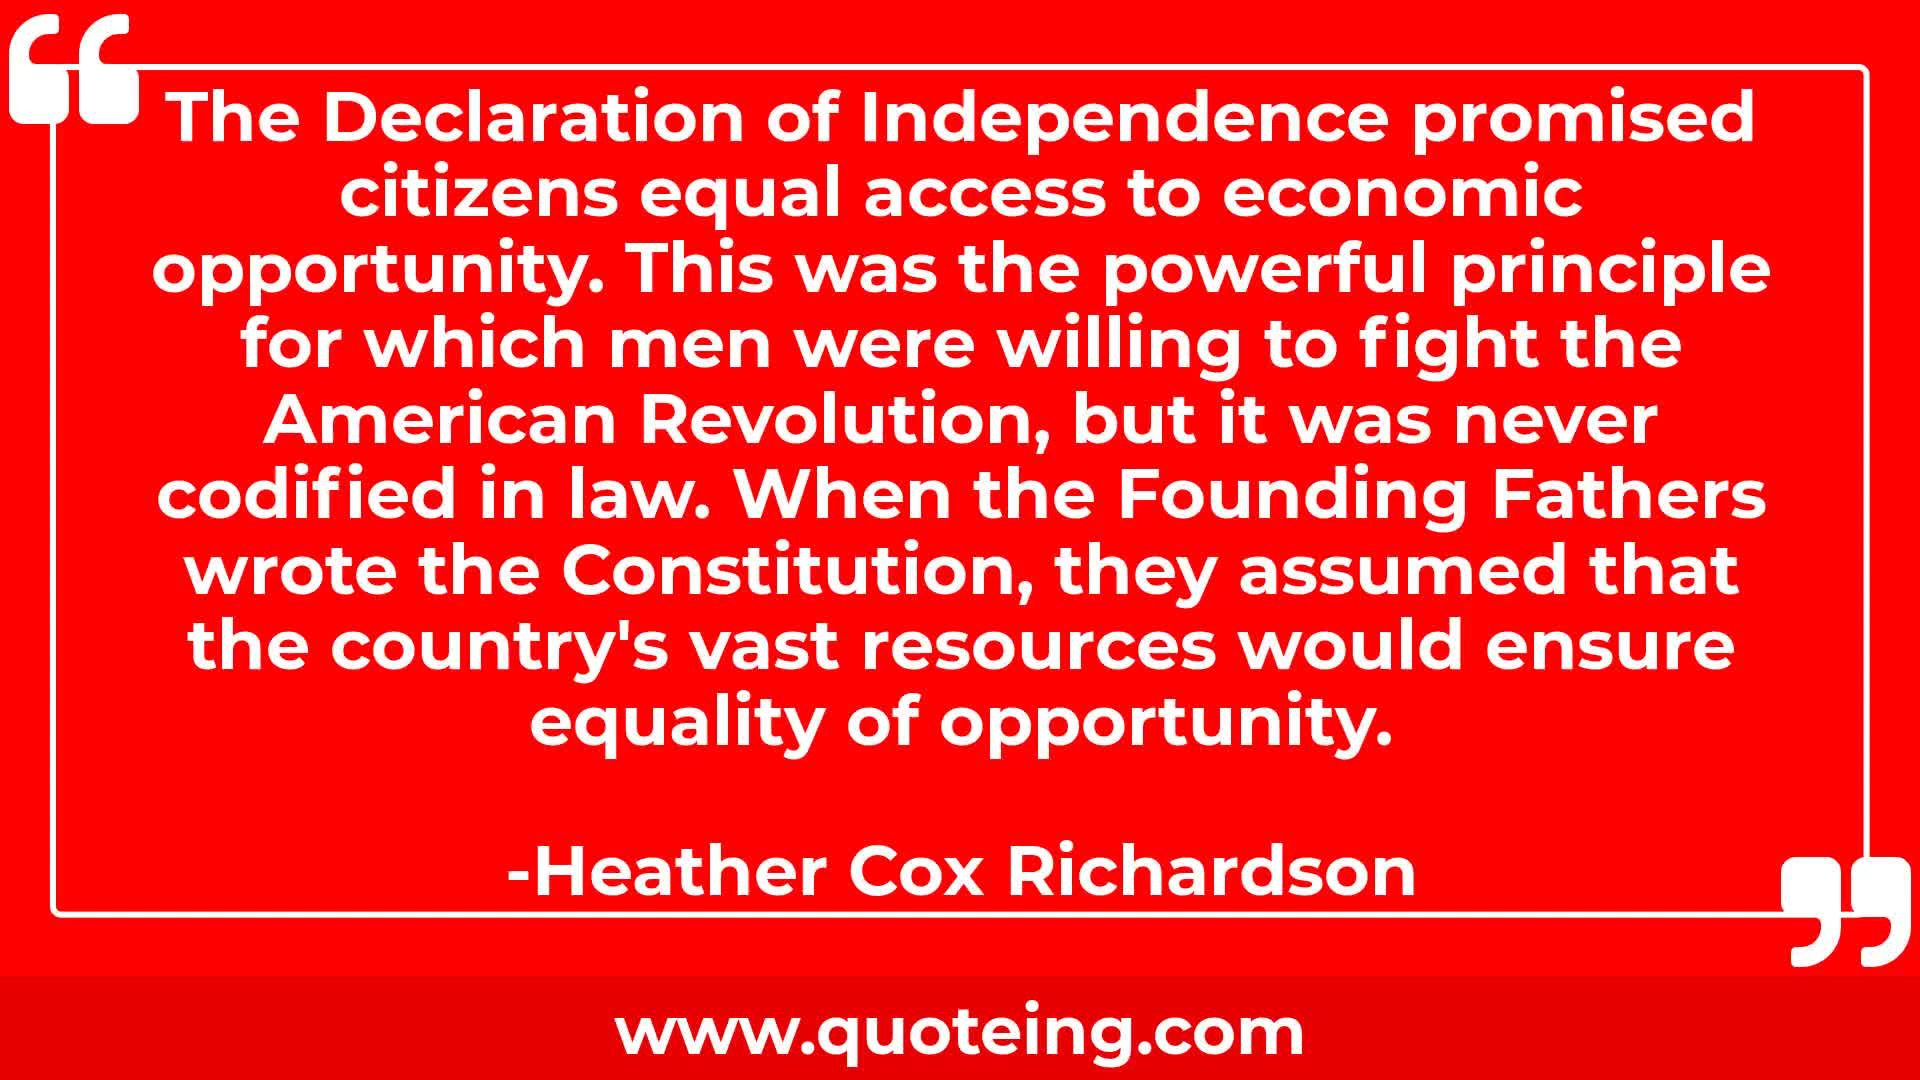 The Declaration of Independence promised
citizens equal access to economic
opportunity. This was the powerful principle
for which men were willing to fight the
American Revolution, but it was never
codified in law. When the Founding Fathers
wrote the Constitution, they assumed that
the country's vast resources would ensure
equality of opportunity.
-Heather Cox Richardson
www.quoteing.com